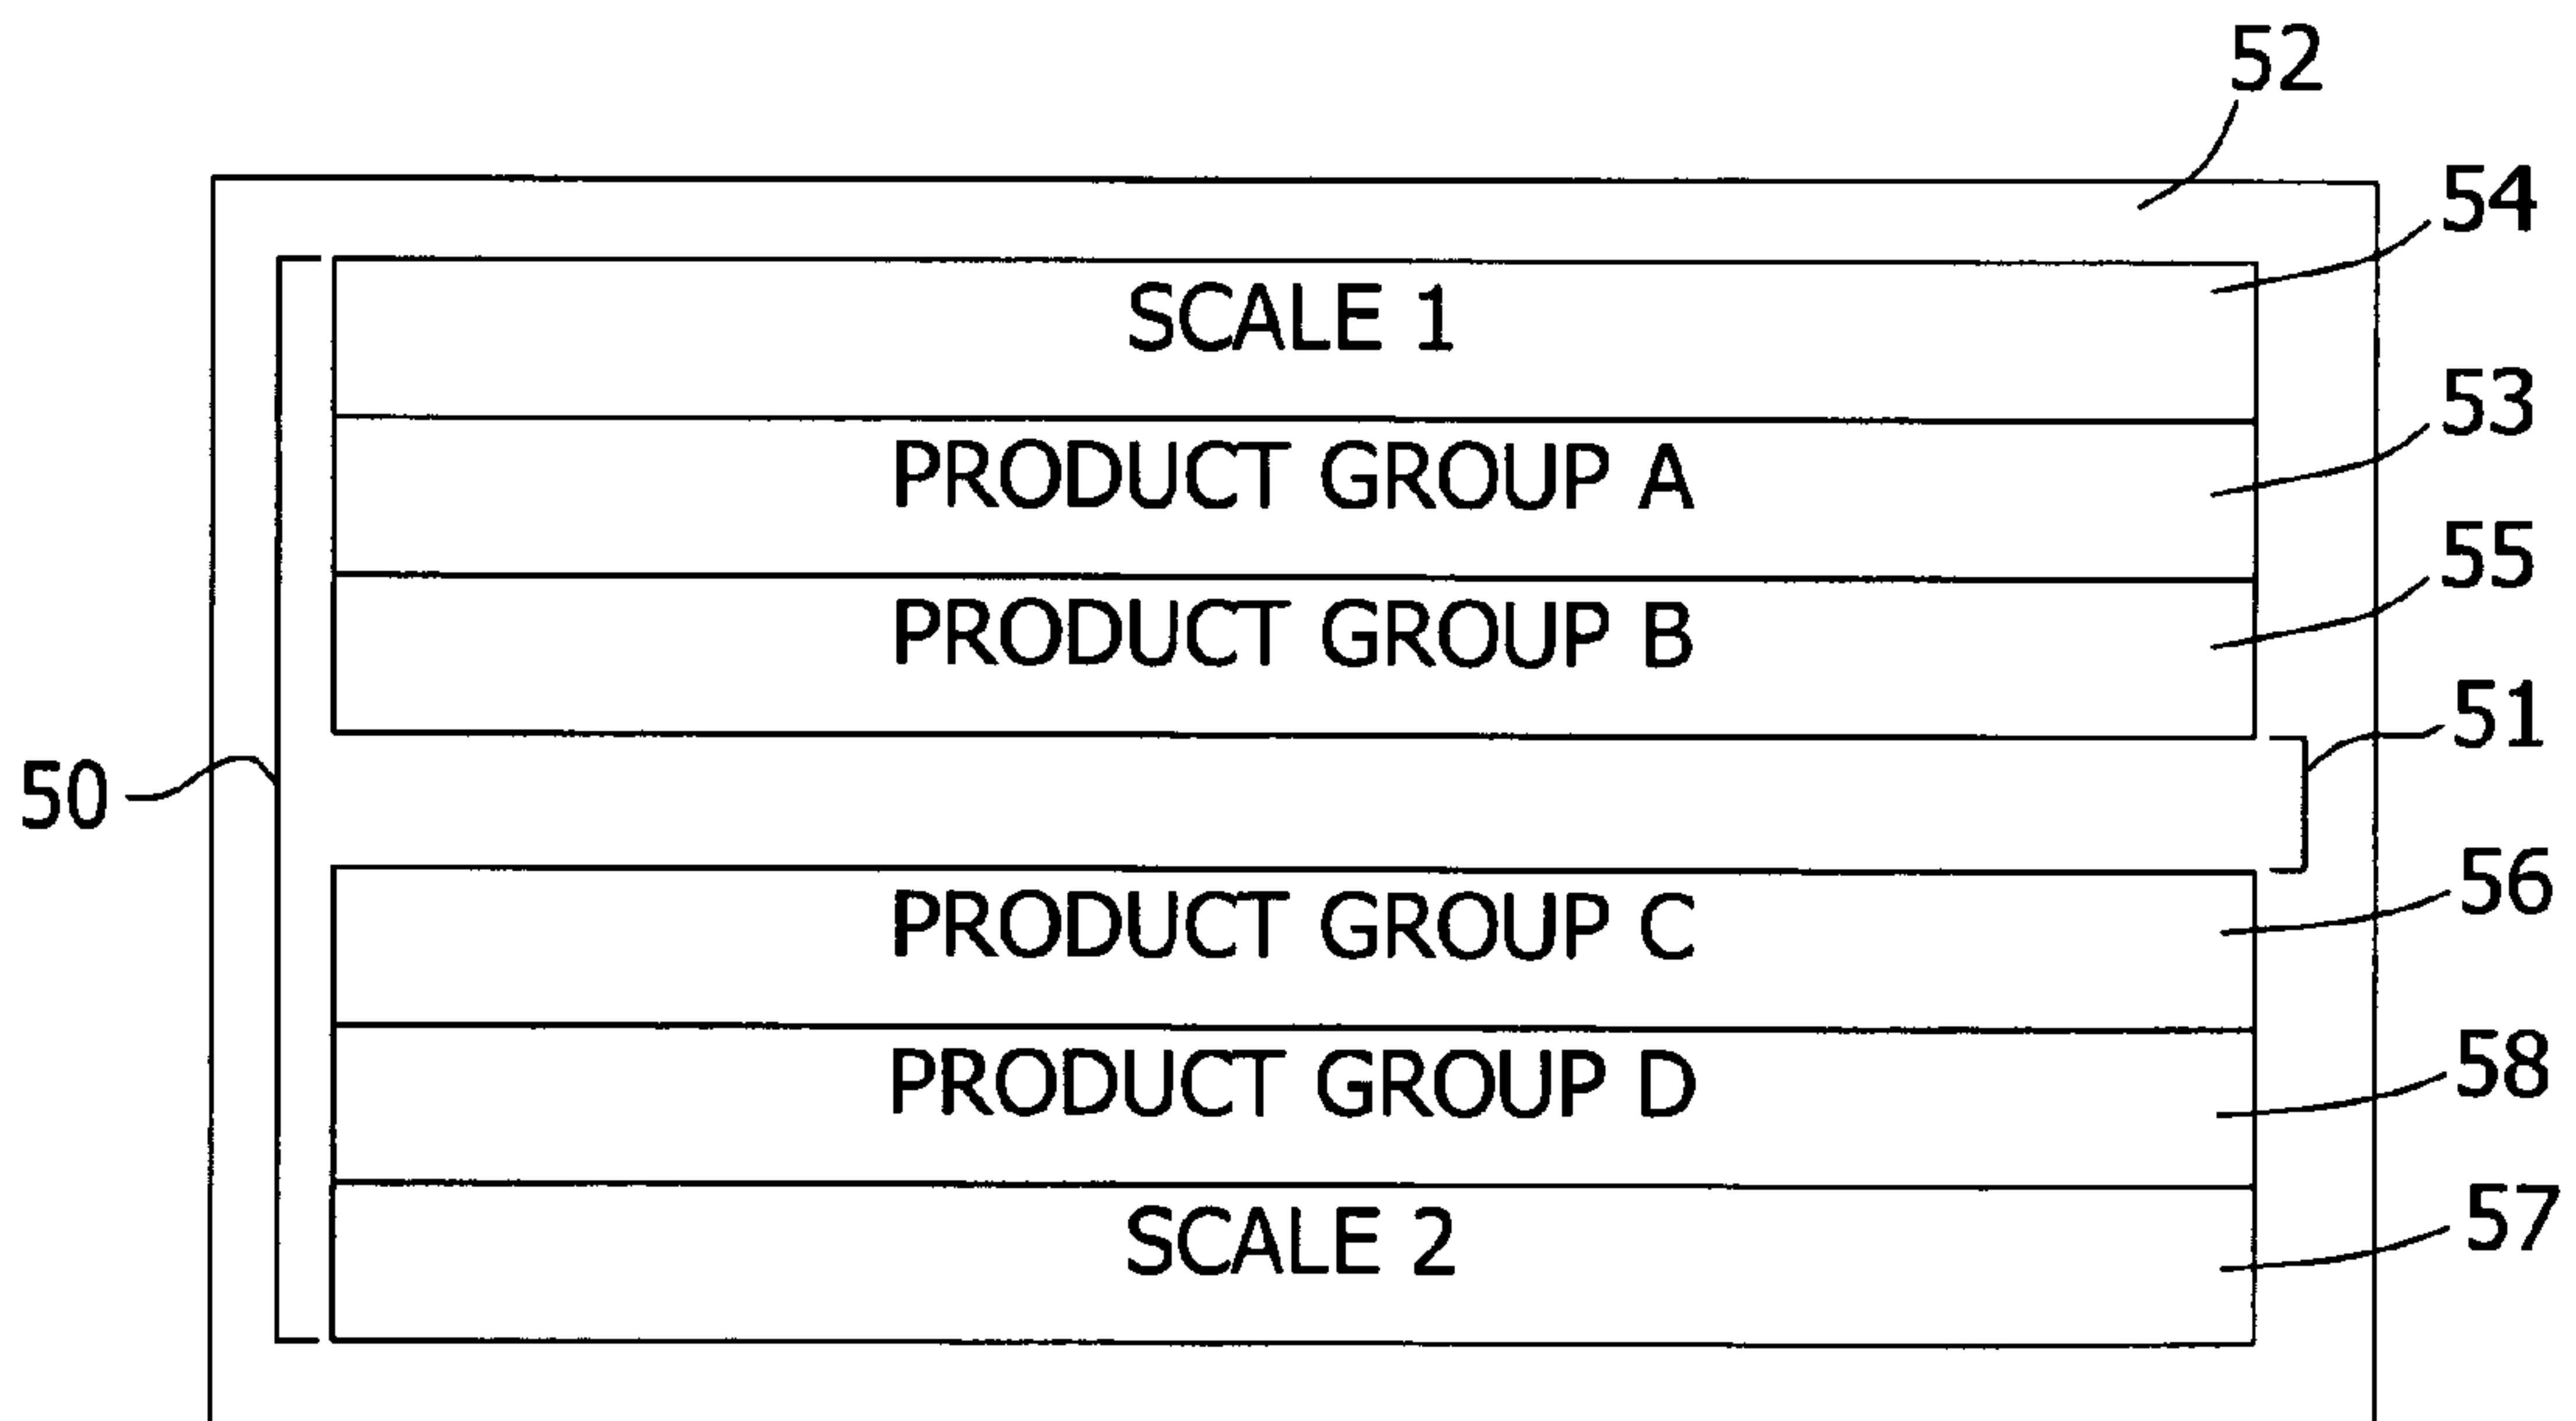 52
54
SCALE 1
53
PRODUCT GROUP A
55
PRODUCT GROUP B
51
50
56
PRODUCT GROUP C
58
PRODUCT GROUP D
57
SCALE 2